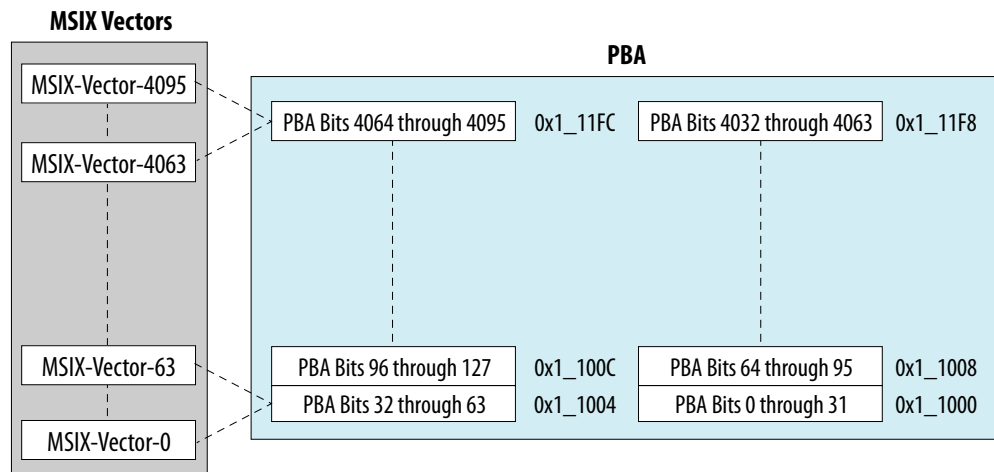 MSIX Vectors
PBA
MSIX-Vector-4095
MSIX-Vector-4063
MSIX-Vector-63
MSIX-Vector-0
PBA Bits 4064 through 4095 0x1_11FC PBA Bits 4032 through 4063 0x1_11F8
PBA Bits 96 through 127 0x1_100C PBA Bits 64 through 95 0x1_1008
PBA Bits 32 through 63 0x1_1004 PBA Bits 0 through 31 0x1_1000